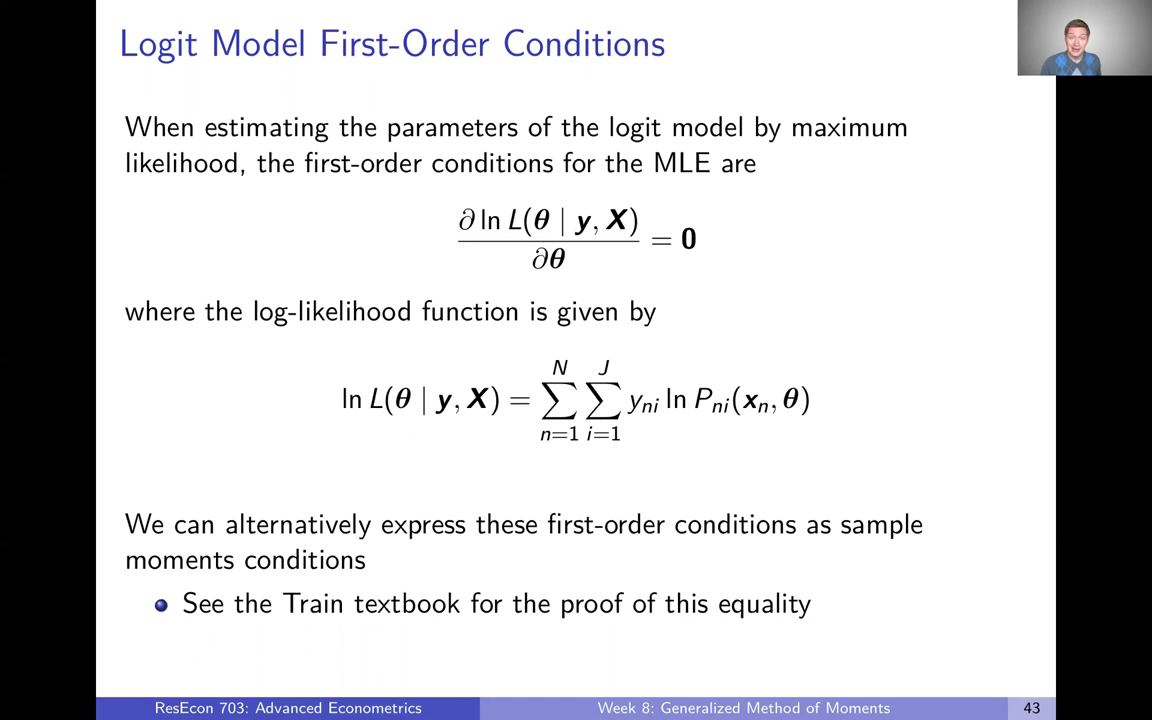 Logit Model First-Order Conditions
When estimating the parameters of the logit model by maximum
likelihood, the first-order conditions for the MLE are
∂ ln L(θ | y, X)
∂θ
= 0
where the log-likelihood function is given by
ln L(θ | y, X) = ∑_{n=1}^{N} ∑_{i=1}^{J} y_{ni} ln P_{ni}(x_n, θ)
We can alternatively express these first-order conditions as sample
moments conditions
See the Train textbook for the proof of this equality
ResEcon 703: Advanced Econometrics
Week 8: Generalized Method of Moments
43